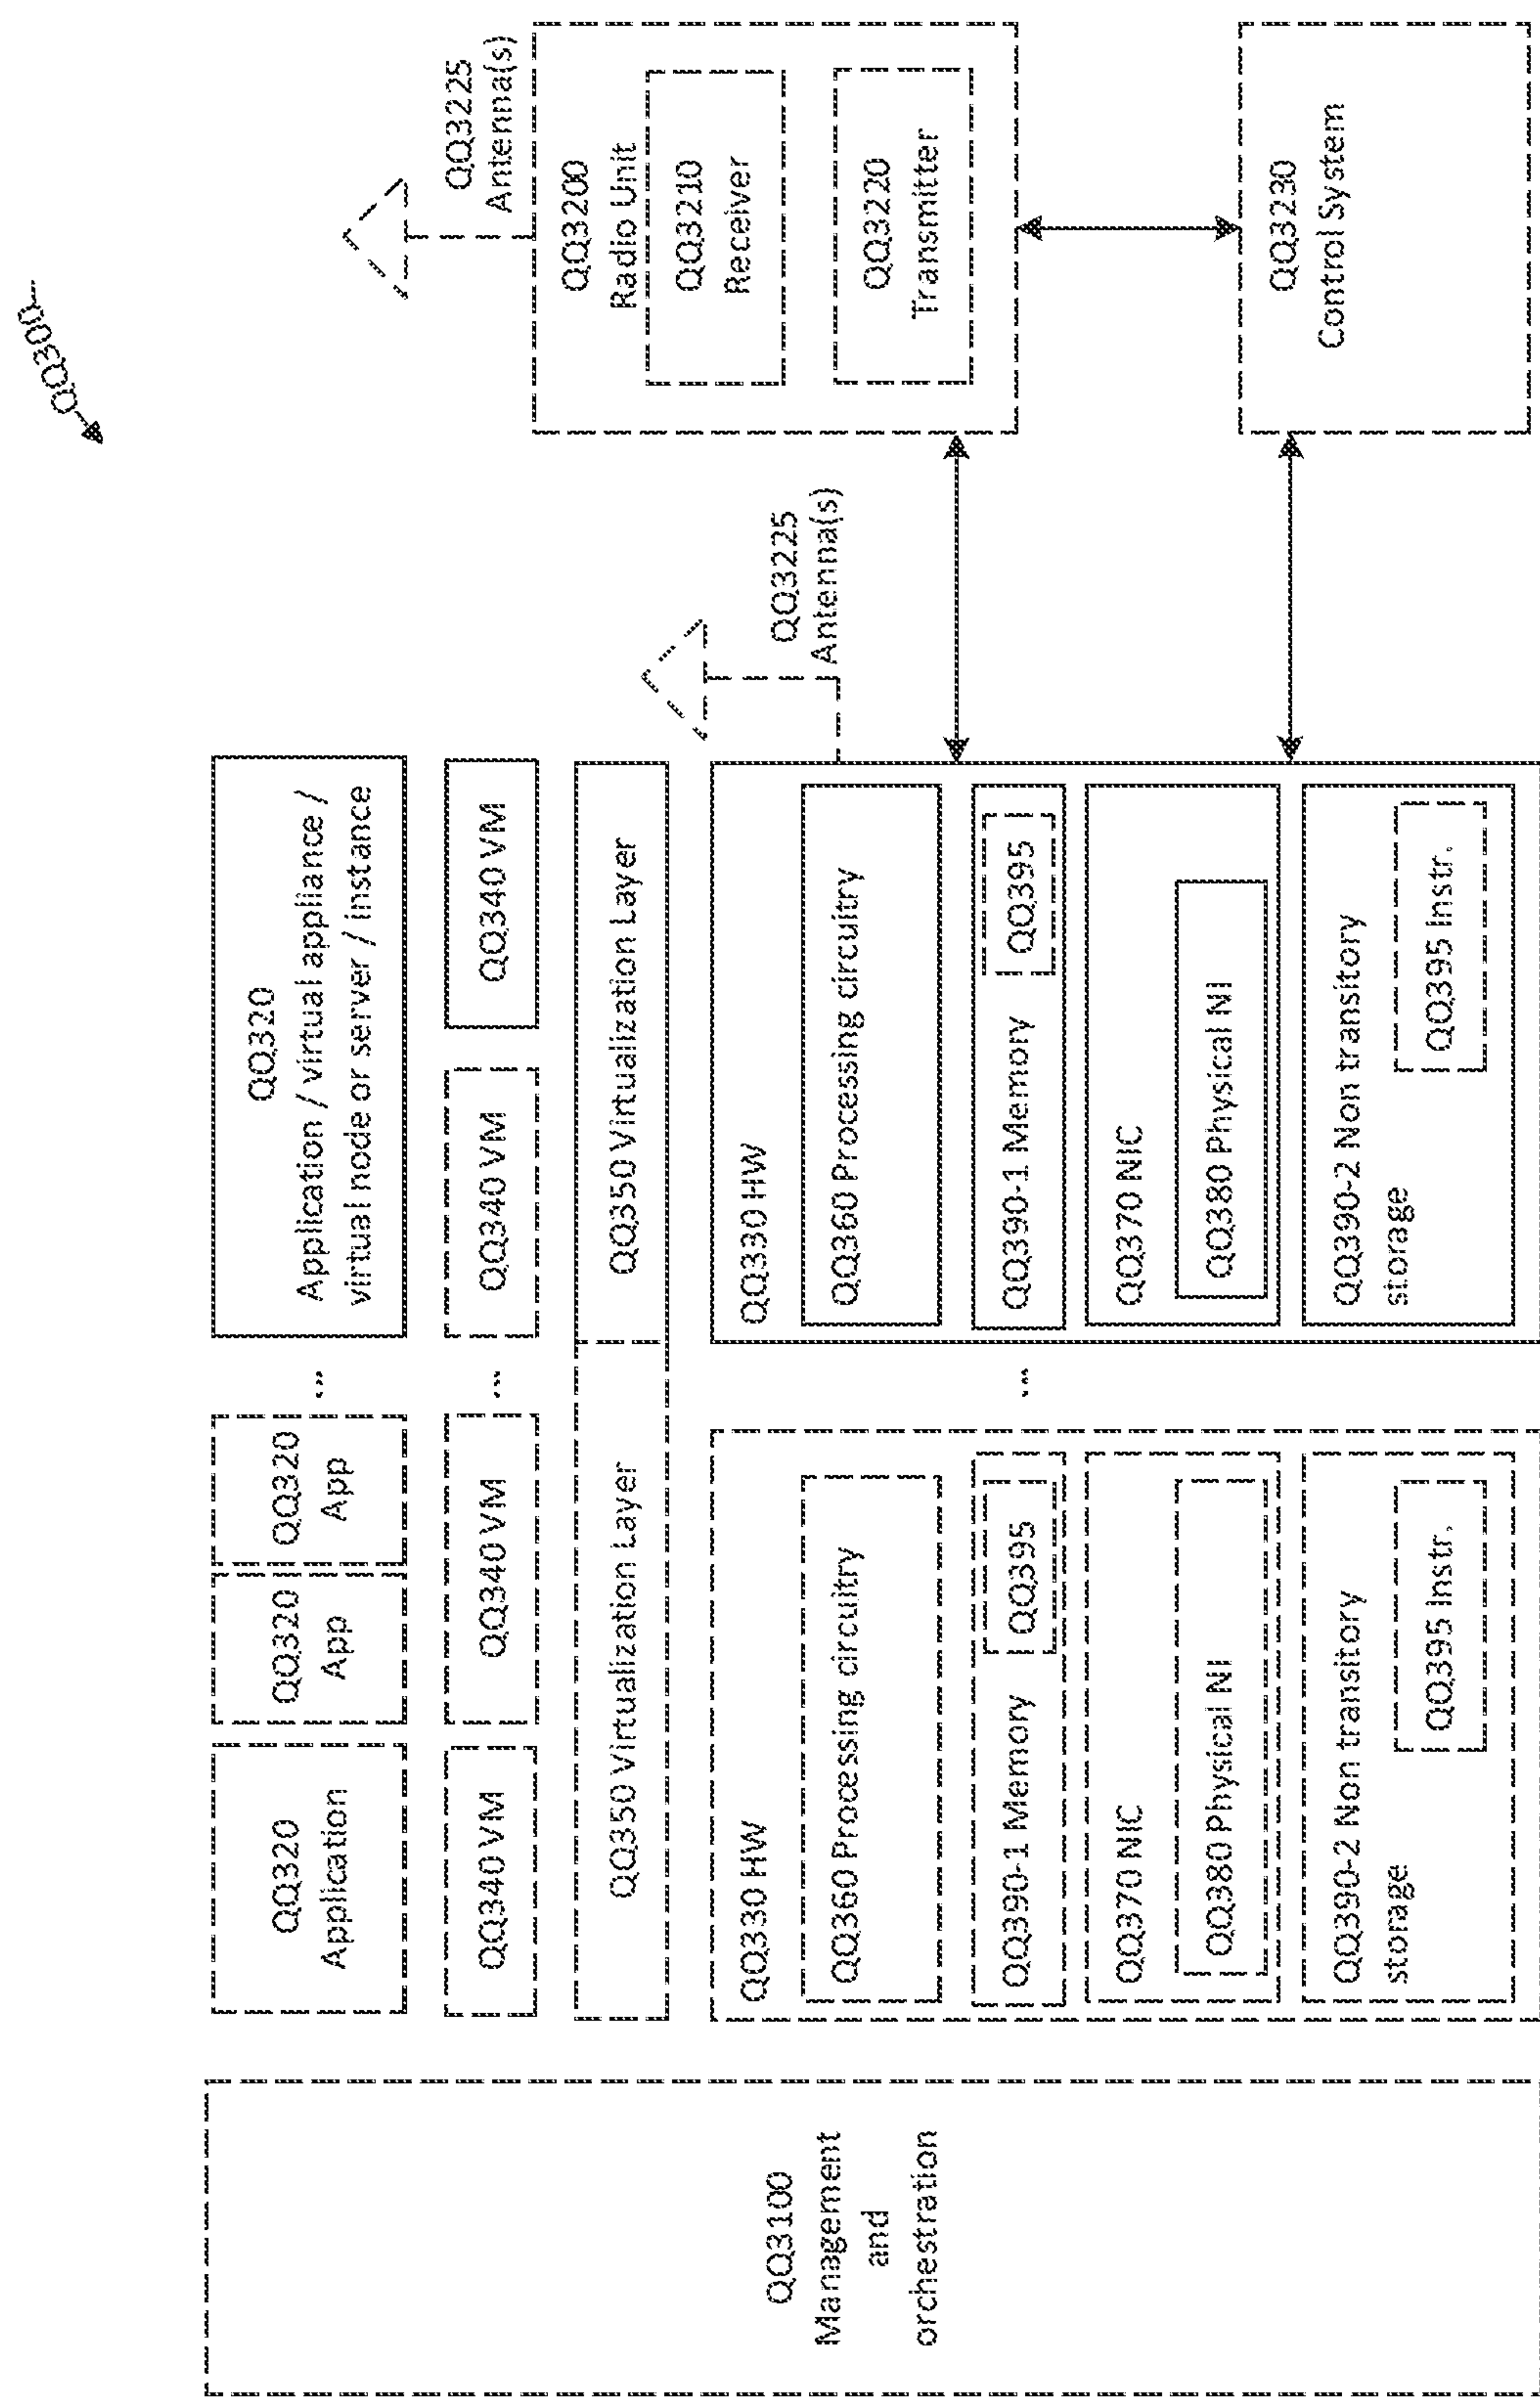 QQ300
QQ3100
Management
and
orchestration
QQ320
Application
QQ320
App
QQ320
App
...
QQ320
Application / virtual appliance /
virtual node or server / instance
QQ340 VM
QQ340 VM
...
QQ340 VM
QQ340 VM
QQ350 Virtualization Layer
QQ350 Virtualization Layer
QQ330 HW
QQ360 Processing circuitry
QQ390-1 Memory
QQ395
QQ370 NIC
QQ380 Physical NI
QQ390-2 Non transitory
storage
QQ395 Instr.
...
QQ330 HW
QQ360 Processing circuitry
QQ390-1 Memory
QQ395
QQ370 NIC
QQ380 Physical NI
QQ390-2 Non transitory
storage
QQ395 Instr.
QQ3225
Antenna(s)
QQ3225
Antenna(s)
QQ3200
Radio Unit
QQ3210
Receiver
QQ3220
Transmitter
QQ3230
Control System